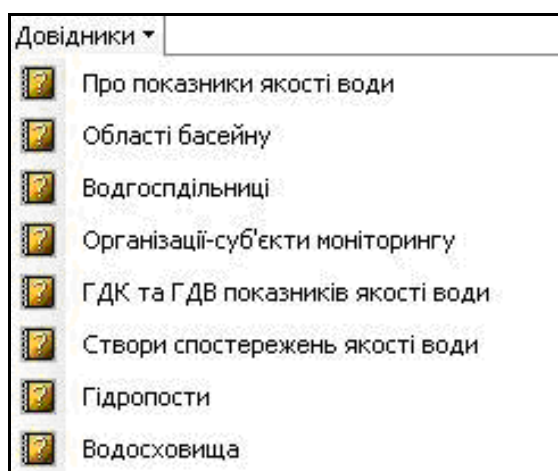 Довідники
Про показники якості води
Області басейну
Водгоспдільниці
Організації-суб'єкти моніторингу
ГДК та ГДВ показників якості води
Створи спостережень якості води
Гідропости
Водосховища